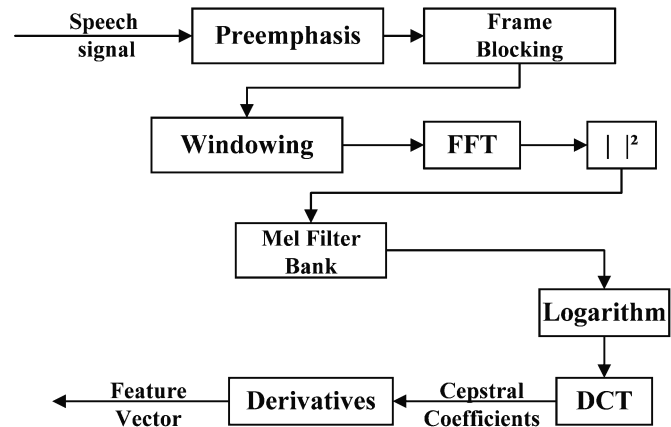 Speech
signal
Preemphasis
Frame
Blocking
Windowing
FFT
| |²
Mel Filter
Bank
Logarithm
DCT
Cepstral
Coefficients
Derivatives
Feature
Vector